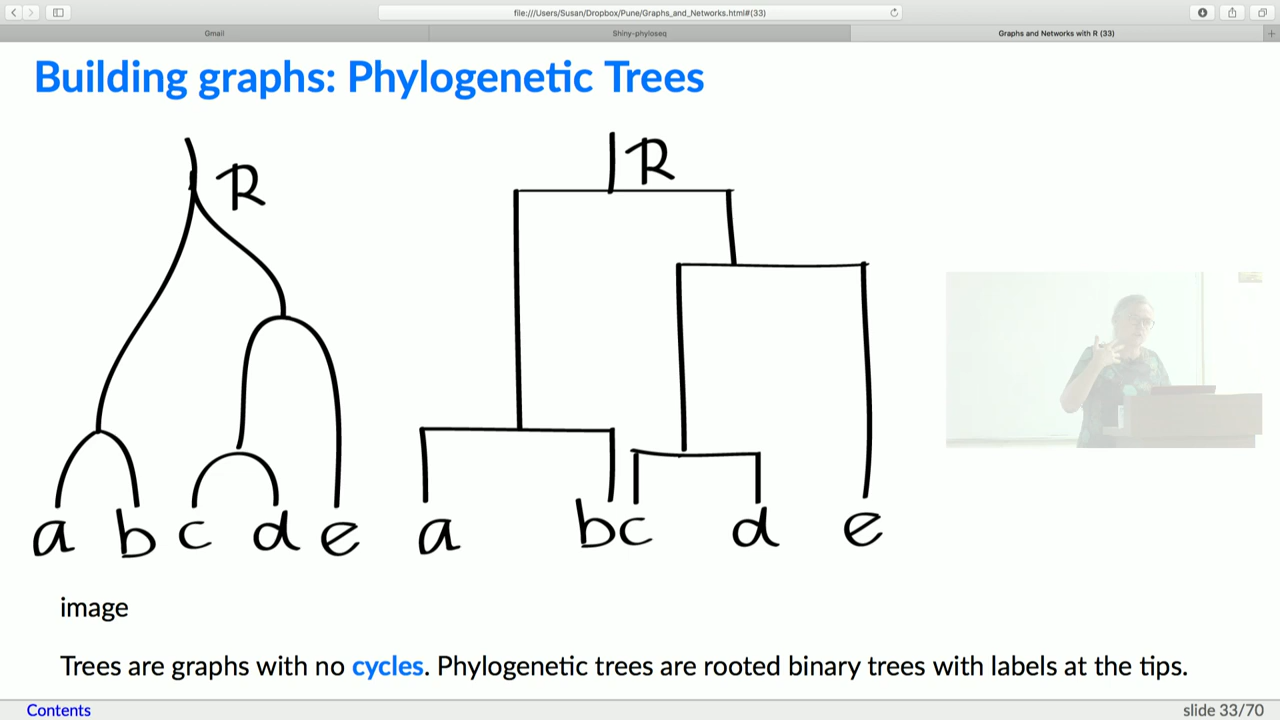 file:///Users/Susan/Dropbox/Pune/Graphs_and_Networks.html#(33)
Gmail
Shiny-phyloseq
Graphs and Networks with R (33)
Building graphs: Phylogenetic Trees
R
R
a b c d e
a b c d e
image
Trees are graphs with no cycles. Phylogenetic trees are rooted binary trees with labels at the tips.
Contents
slide 33/70